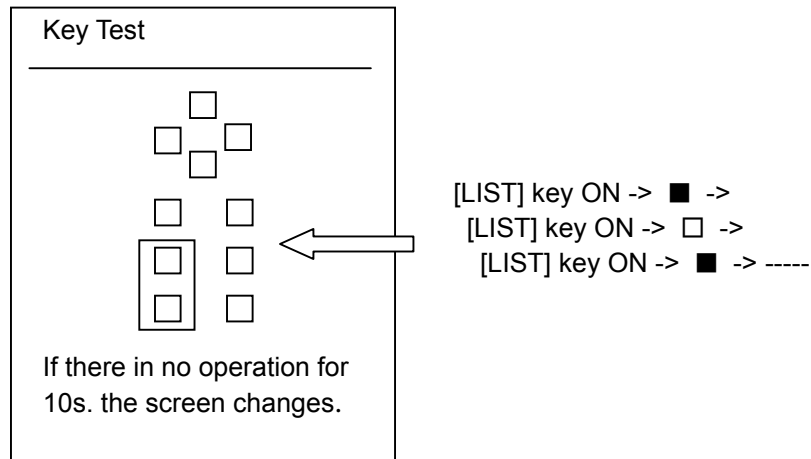 Key Test
[LIST] key ON -> ■ ->
[LIST] key ON -> □ ->
[LIST] key ON -> ■ -> -----
If there in no operation for
10s. the screen changes.